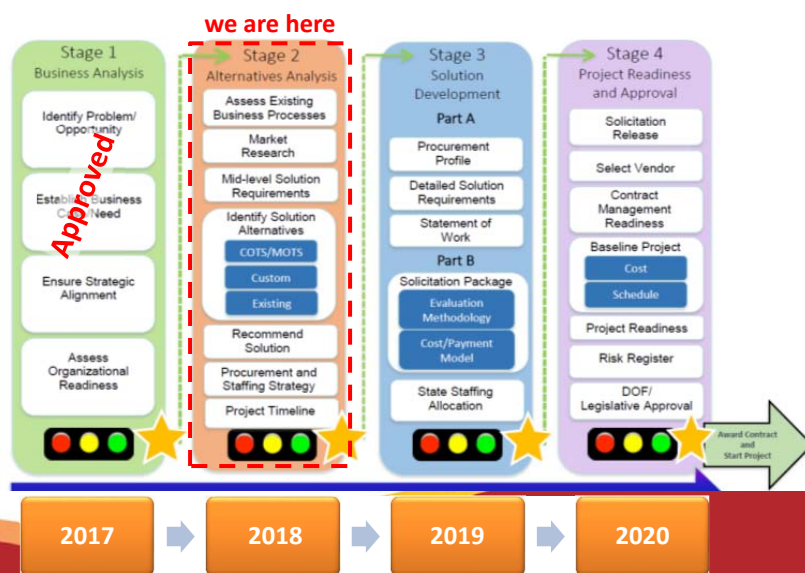 we are here
Stage 1
Business Analysis
Identify Problem/
Opportunity
Establish Business
Case/Need
Approved
Ensure Strategic
Alignment
Assess
Organizational
Readiness
Stage 2
Alternatives Analysis
Assess Existing
Business Processes
Market
Research
Mid-level Solution
Requirements
Identify Solution
Alternatives
COTS/MOTS
Custom
Existing
Recommend
Solution
Procurement and
Staffing Strategy
Project Timeline
Stage 3
Solution
Development
Part A
Procurement
Profile
Detailed Solution
Requirements
Statement of
Work
Part B
Solicitation Package
Evaluation
Methodology
Cost/Payment
Model
State Staffing
Allocation
Stage 4
Project Readiness
and Approval
Solicitation
Release
Select Vendor
Contract
Management
Readiness
Baseline Project
Cost
Schedule
Project Readiness
Risk Register
DOF/
Legislative Approval
Award Contract
and
Start Project
2017
2018
2019
2020